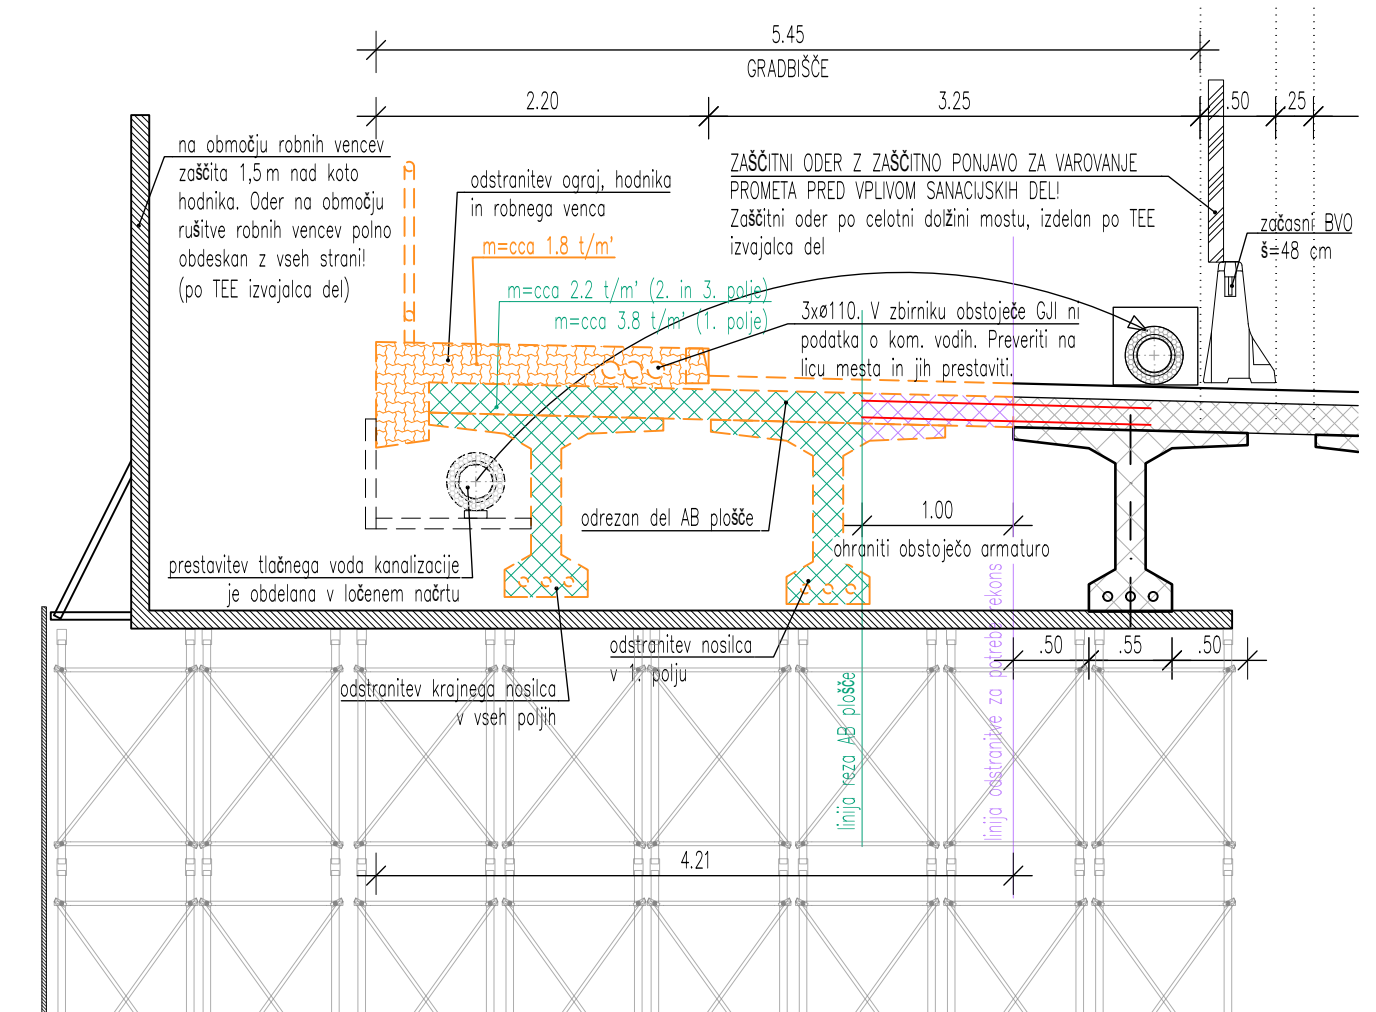 5.45
GRADBIŠČE
2.20
3.25
.50
.25
na območju robnih vencev
zaščita 1,5 m nad koto
hodnika. Oder na območju
rušitve robnih vencev polno
obdeskan z vseh strani!
(po TEE izvajalca del)
odstranitev ograj, hodnika
in robnega venca
m=cca 1.8 t/m'
m=cca 2.2 t/m' (2. in 3. polje)
m=cca 3.8 t/m' (1. polje)
ZAŠČITNI ODER Z ZAŠČITNO PONJAVO ZA VAROVANJE
PROMETA PRED VPLIVOM SANACIJSKIH DEL!
Zaščitni oder po celotni dolžini mostu, izdelan po TEE
izvajalca del
začasni BVO
š=48 cm
3xø110. V zbirniku obstoječe GJI ni
podatka o kom. vodih. Preveriti na
licu mesta in jih prestaviti.
odrezan del AB plošče
1.00
ohraniti obstoječo armaturo
prestavitev tlačnega voda kanalizacije
je obdelana v ločenem načrtu
odstranitev nosilca
v 1. polju
odstranitev krajnega nosilca
v vseh poljih
.50
.55
.50
linija reza AB plošče
linija odstranitve za potrebe rekons
4.21